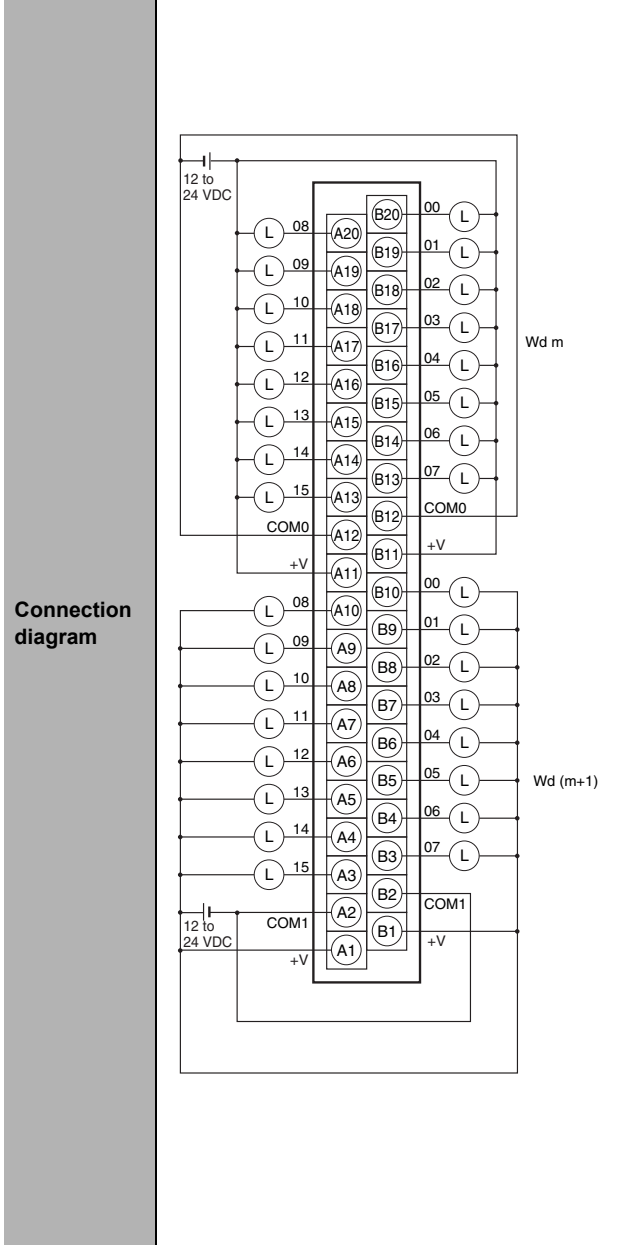 Connection
diagram
12 to
24 VDC
08 A20 B20 00 L
L 09 A19 B19 01 L
L 10 A18 B18 02 L
L 11 A17 B17 03 L
L 12 A16 B16 04 L
L 13 A15 B15 05 L
L 14 A14 B14 06 L
L 15 A13 B13 07 L
L
Wd m
COM0 A12 B12 COM0
+V A11 B11 +V
L 08 A10 B10 00 L
L 09 A9 B9 01 L
L 10 A8 B8 02 L
L 11 A7 B7 03 L
L 12 A6 B6 04 L
L 13 A5 B5 05 L
L 14 A4 B4 06 L
L 15 A3 B3 07 L
Wd (m+1)
12 to
24 VDC
COM1 A2 B2 COM1
+V A1 B1 +V